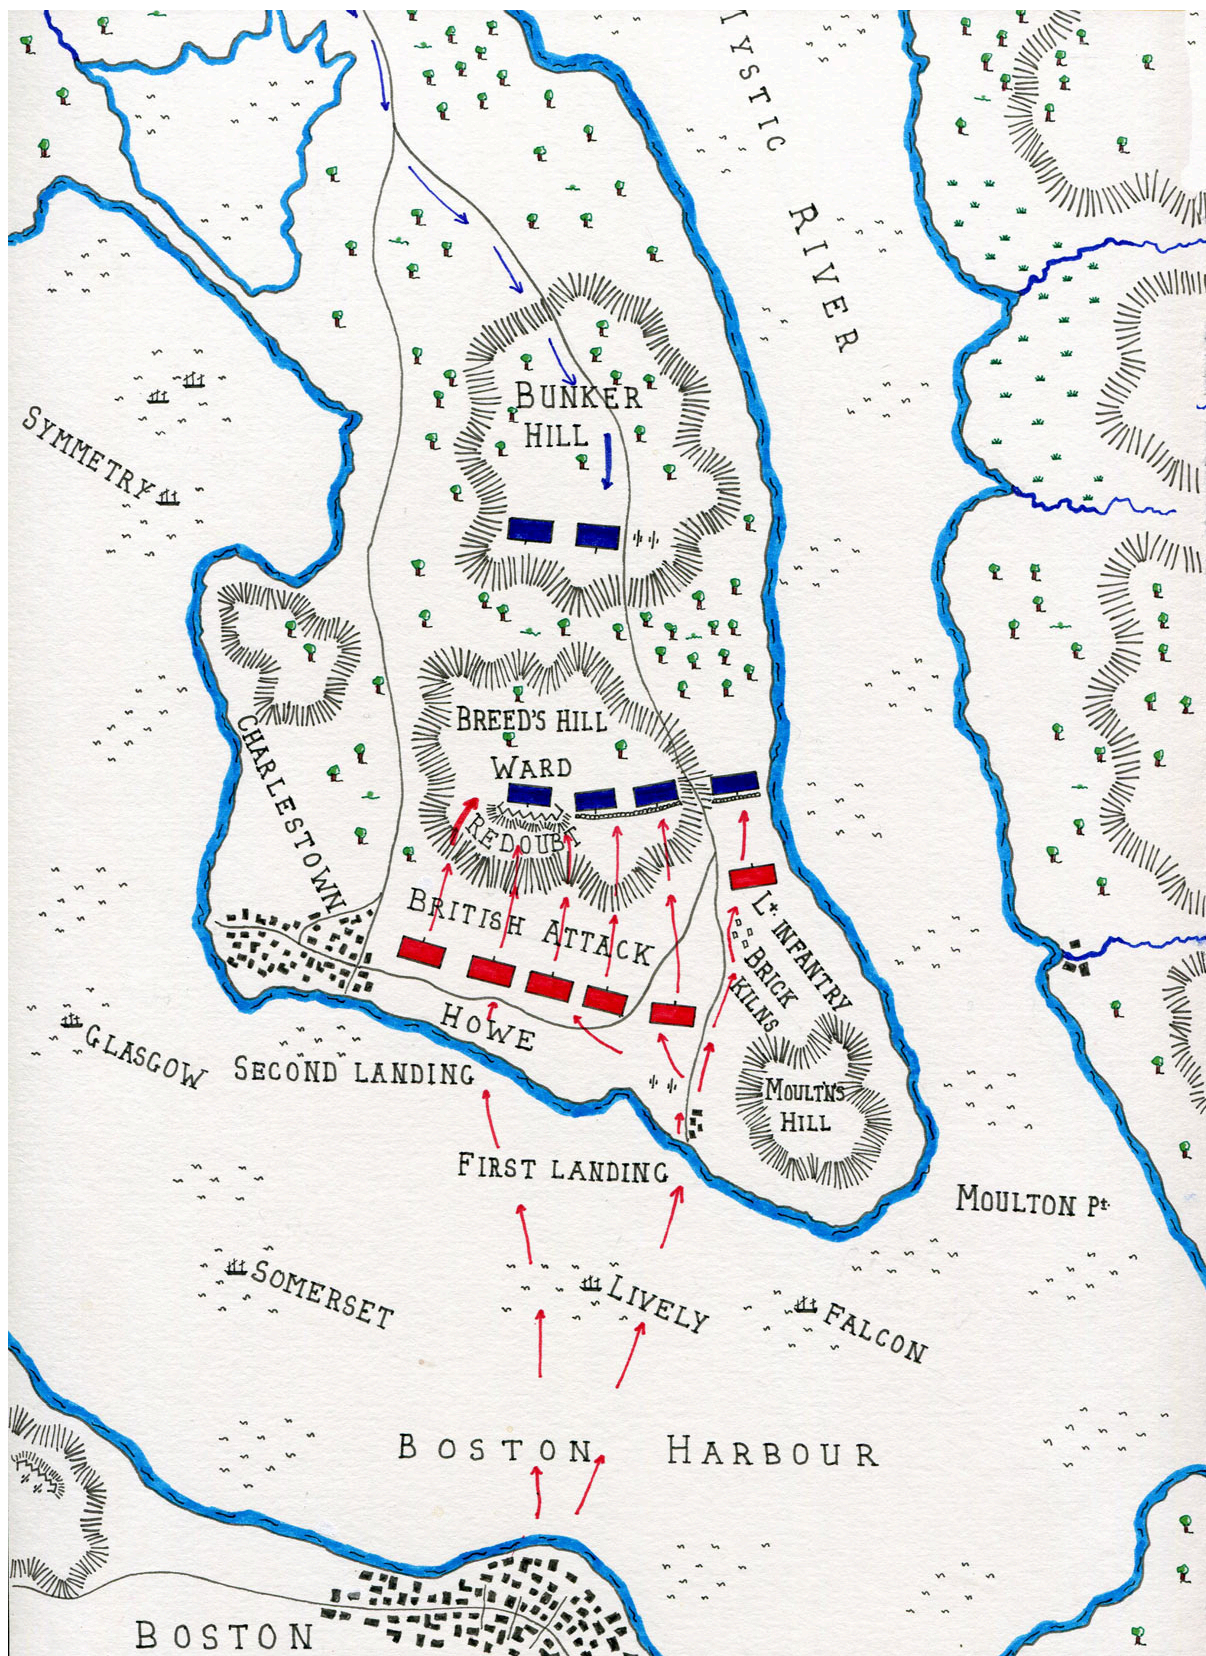 MYSTIC
RIVER
BUNKER
HILL
SYMMETRY
BREED'S HILL
CHARLESTOWN
WARD
REDOUBT
BRITISH ATTACK
Lt. INFANTRY
BRICK
KILNS
HOWE
GLASGOW
SECOND LANDING
MOULTN'S
HILL
FIRST LANDING
MOULTON Pt.
SOMERSET
LIVELY
FALCON
BOSTON HARBOUR
BOSTON